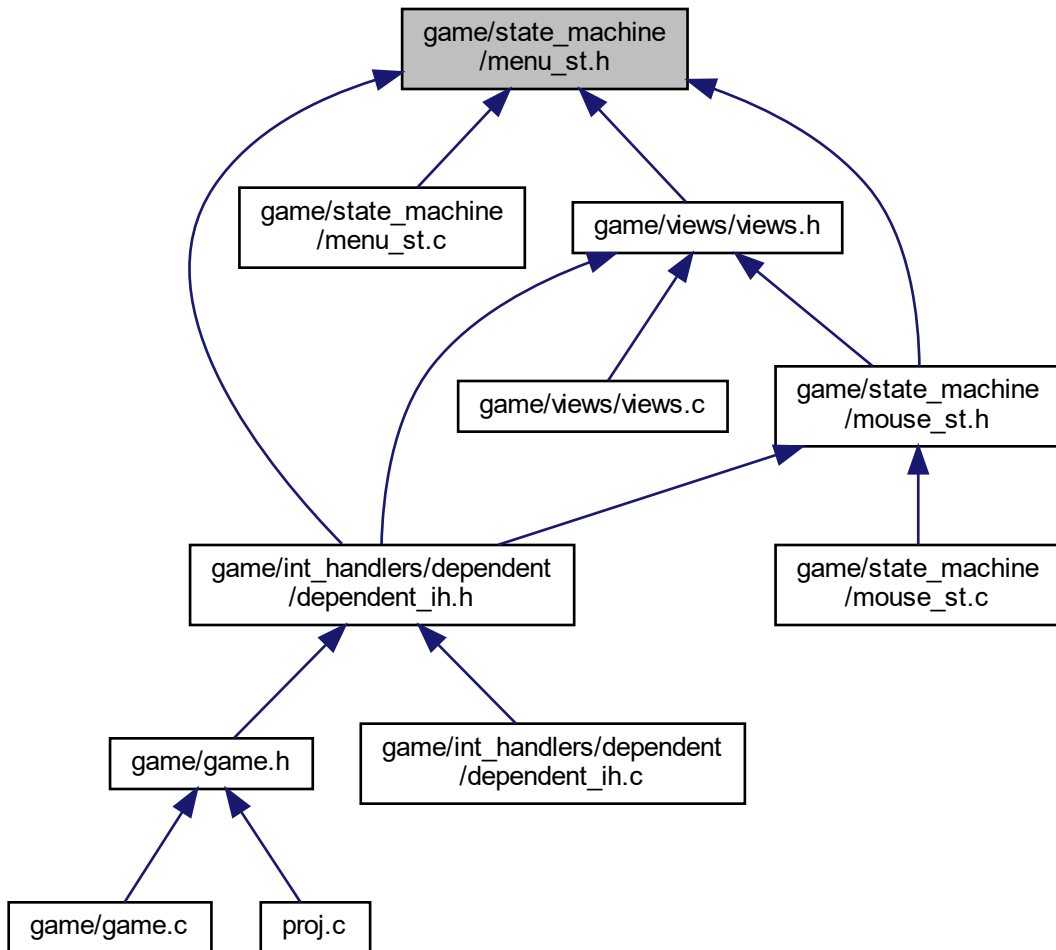 game/state_machine
/menu_st.h
game/state_machine
/menu_st.c
game/views/views.h
game/views/views.c
game/state_machine
/mouse_st.h
game/int_handlers/dependent
/dependent_ih.h
game/state_machine
/mouse_st.c
game/game.h
game/int_handlers/dependent
/dependent_ih.c
game/game.c
proj.c